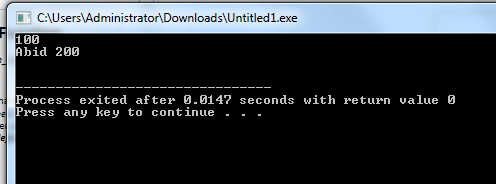 C:\Users\Administrator\Downloads\Untitled1.exe
100
Abid 200
--------------------------------
Process exited after 0.0147 seconds with return value 0
Press any key to continue . . .